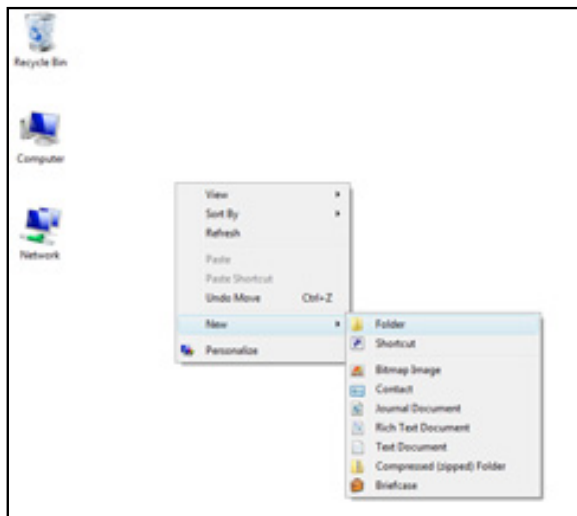 Recycle Bin
Computer
Network
View
Sort By
Refresh
Paste
Paste Shortcut
Undo Move Ctrl+Z
New
Personalize
Folder
Shortcut
Bitmap Image
Contact
Journal Document
Rich Text Document
Text Document
Compressed (zipped) Folder
Briefcase